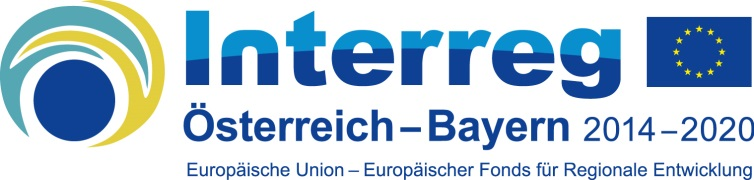 Interreg
Österreich – Bayern 2014 – 2020
Europäische Union – Europäischer Fonds für Regionale Entwicklung